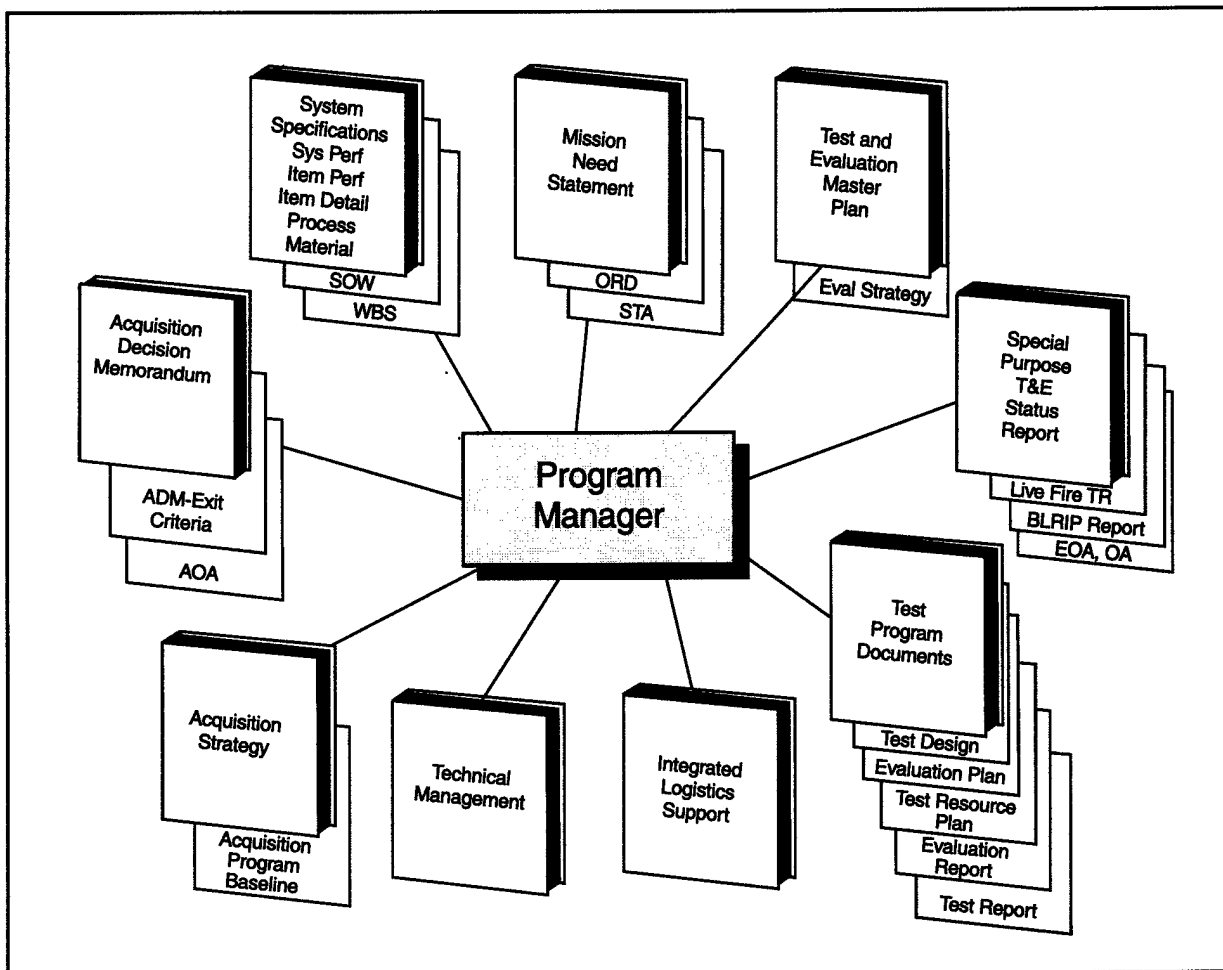 System
Specifications
Sys Perf
Item Perf
Item Detail
Process
Material
SOW
WBS
Mission
Need
Statement
ORD
STA
Test and
Evaluation
Master
Plan
Eval Strategy
Acquisition
Decision
Memorandum
ADM-Exit
Criteria
AOA
Special
Purpose
T&E
Status
Report
Live Fire TR
BLRIP Report
EOA, OA
Program
Manager
Test
Program
Documents
Test Design
Evaluation Plan
Test Resource
Plan
Evaluation
Report
Test Report
Acquisition
Strategy
Acquisition
Program
Baseline
Technical
Management
Integrated
Logistics
Support